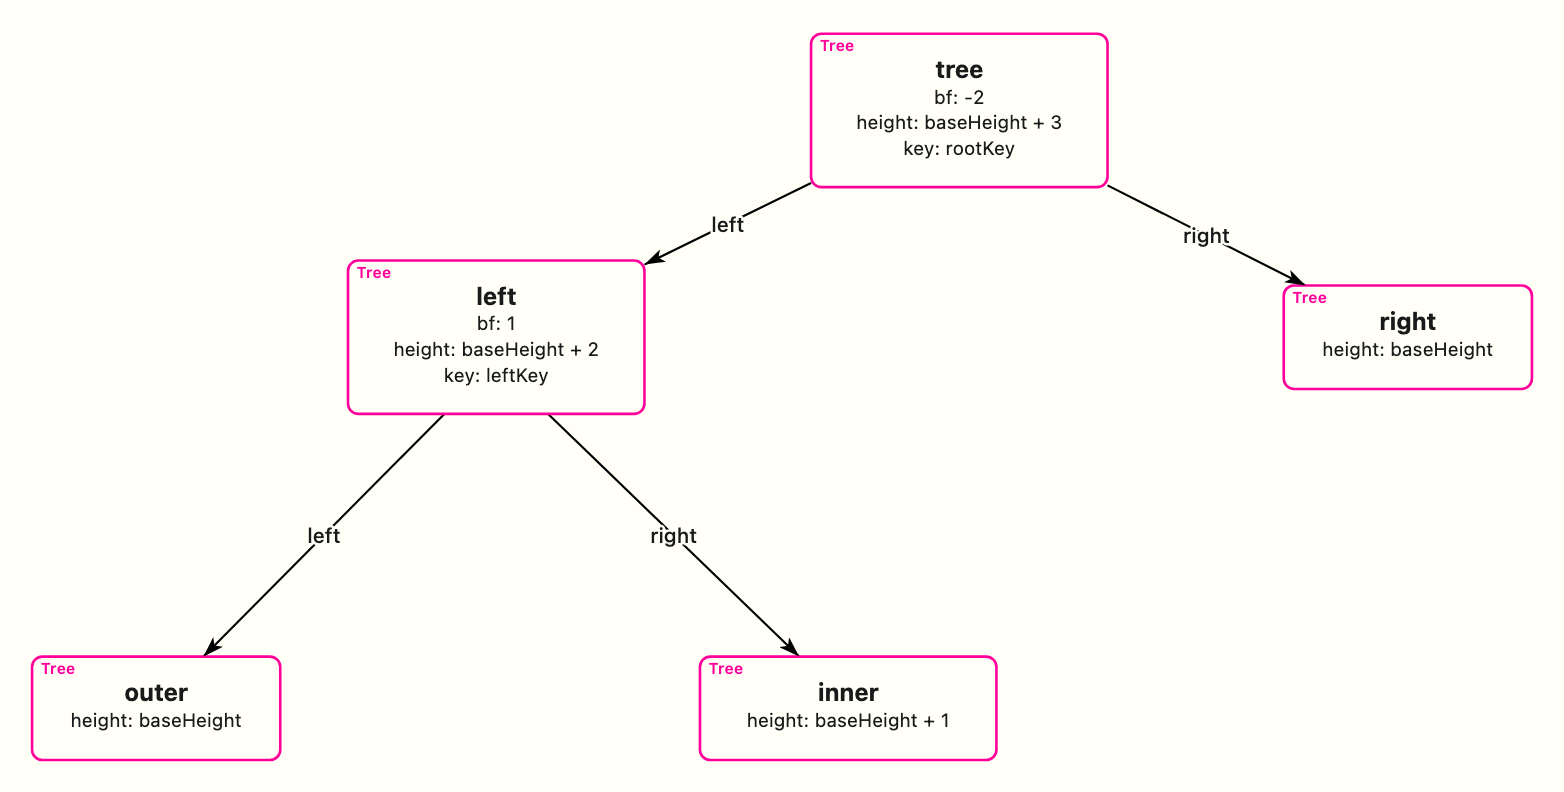 Tree
tree
bf: -2
height: baseHeight + 3
key: rootKey
left
right
Tree
left
bf: 1
height: baseHeight + 2
key: leftKey
Tree
right
height: baseHeight
left
right
Tree
outer
height: baseHeight
Tree
inner
height: baseHeight + 1